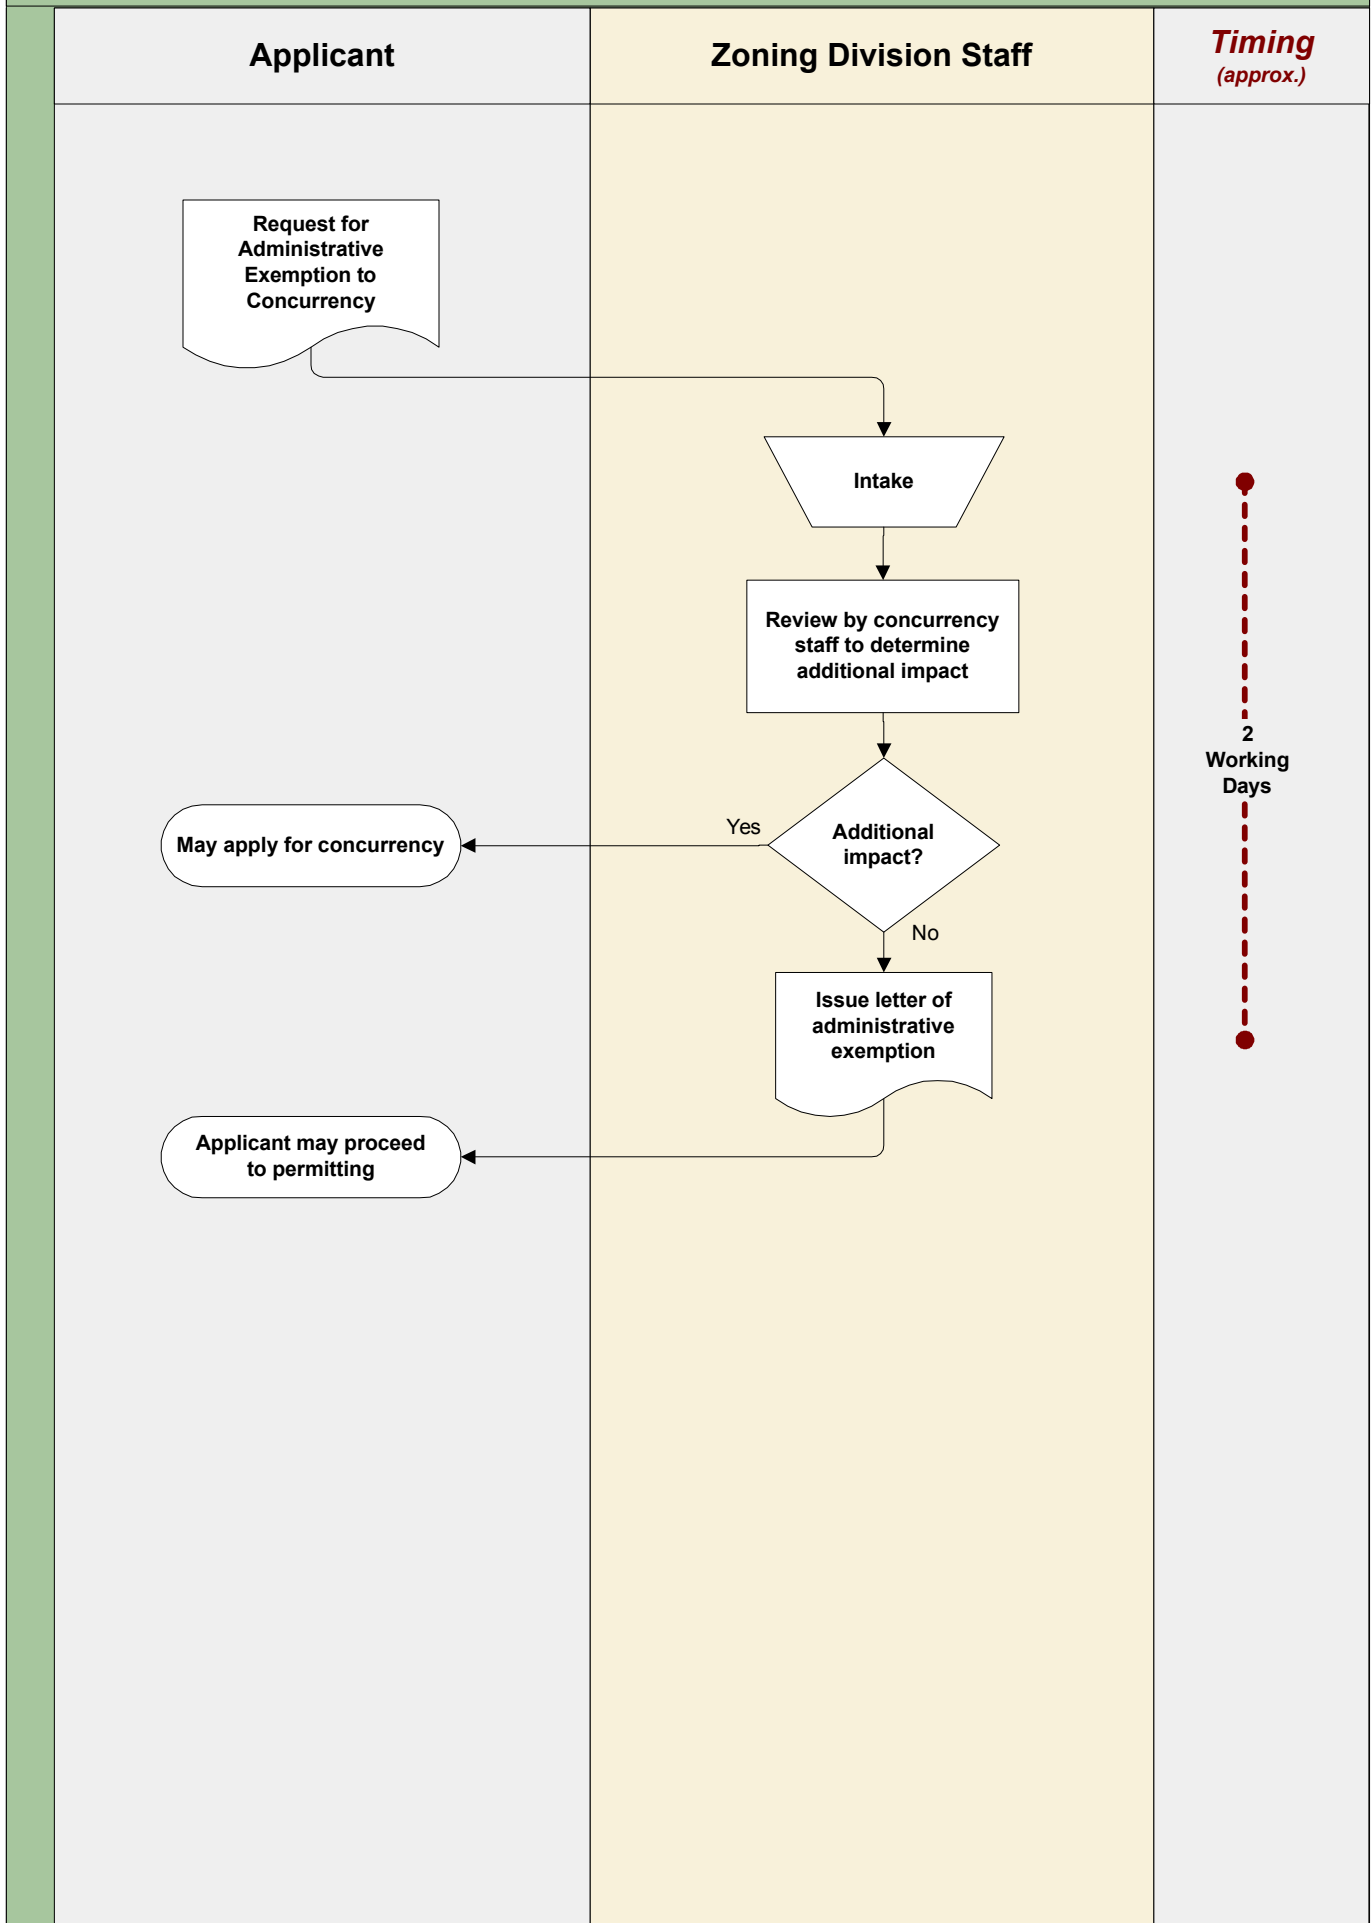 Applicant
Zoning Division Staff
Timing
(approx.)
Request for
Administrative
Exemption to
Concurrency
Intake
Review by concurrency
staff to determine
additional impact
2
Working
Days
May apply for concurrency
Yes
Additional
impact?
No
Issue letter of
administrative
exemption
Applicant may proceed
to permitting